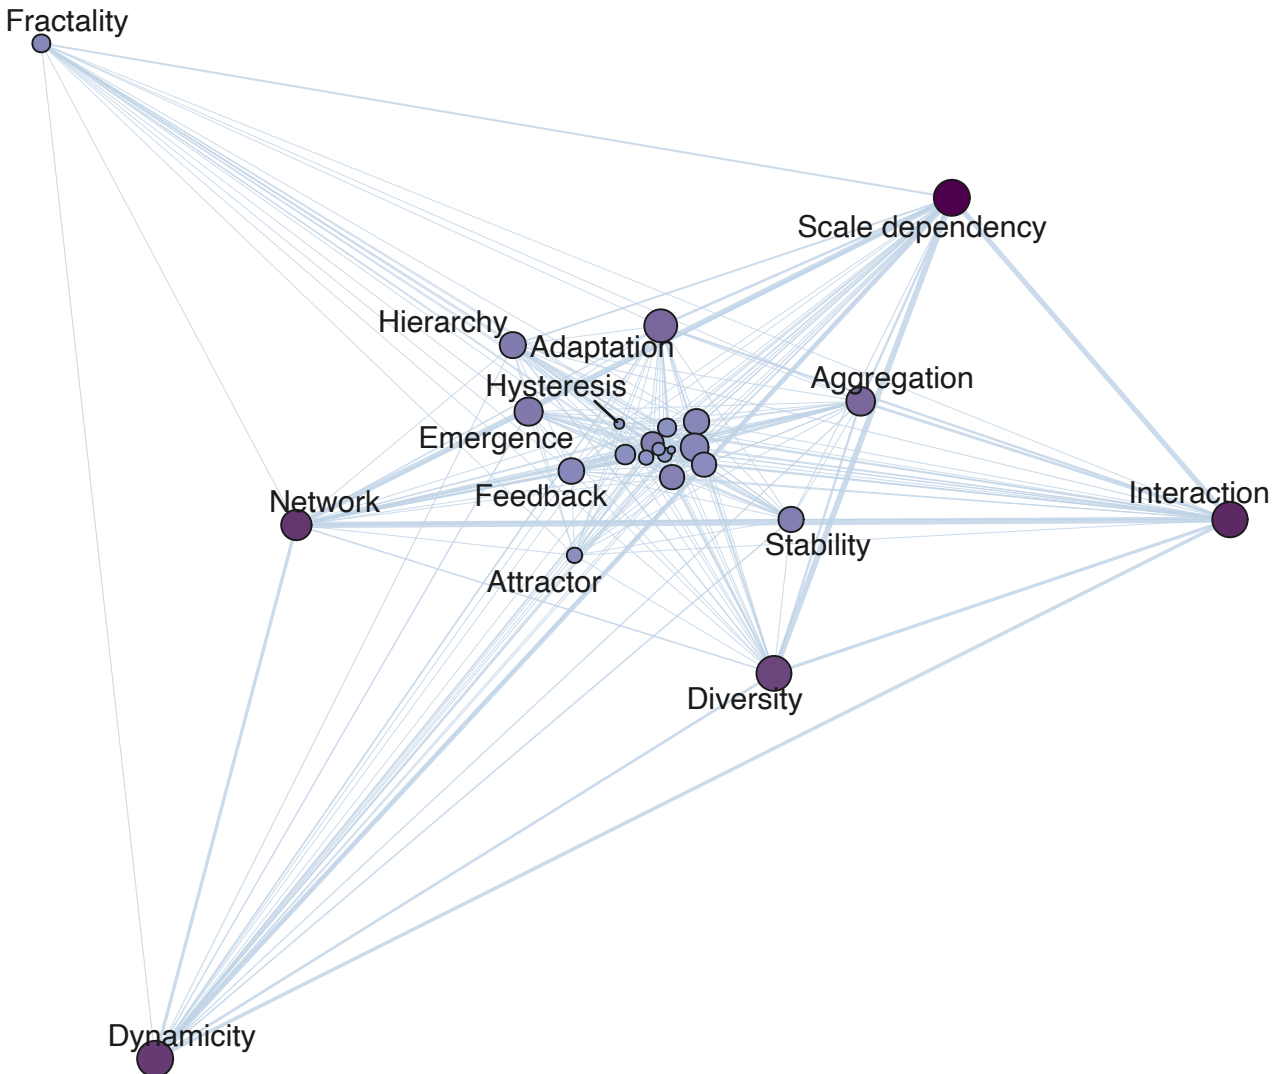 Fractality
Scale dependency
Hierarchy
Adaptation
Aggregation
Hysteresis
Emergence
Feedback
Network
Interaction
Stability
Attractor
Diversity
Dynamicity